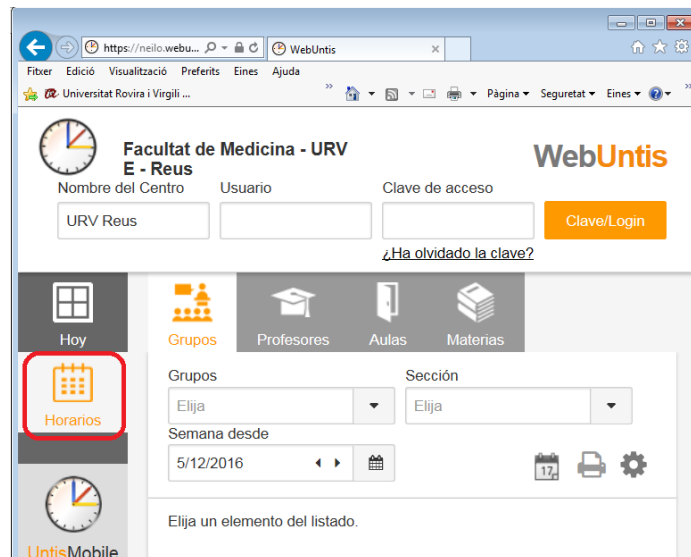 https://neilo.webu...
WebUntis
Fitxer Edició Visualització Preferits Eines Ajuda
Universitat Rovira i Virgili ...
» Pàgina Seguretat Eines »
Facultat de Medicina - URV
E - Reus
WebUntis
Nombre del Centro Usuario Clave de acceso
URV Reus
Clave/Login
¿Ha olvidado la clave?
Hoy
Grupos Profesores Aulas Materias
Horarios
Grupos Sección
Elija Elija
Semana desde
5/12/2016
17
Elija un elemento del listado.
UntisMobile